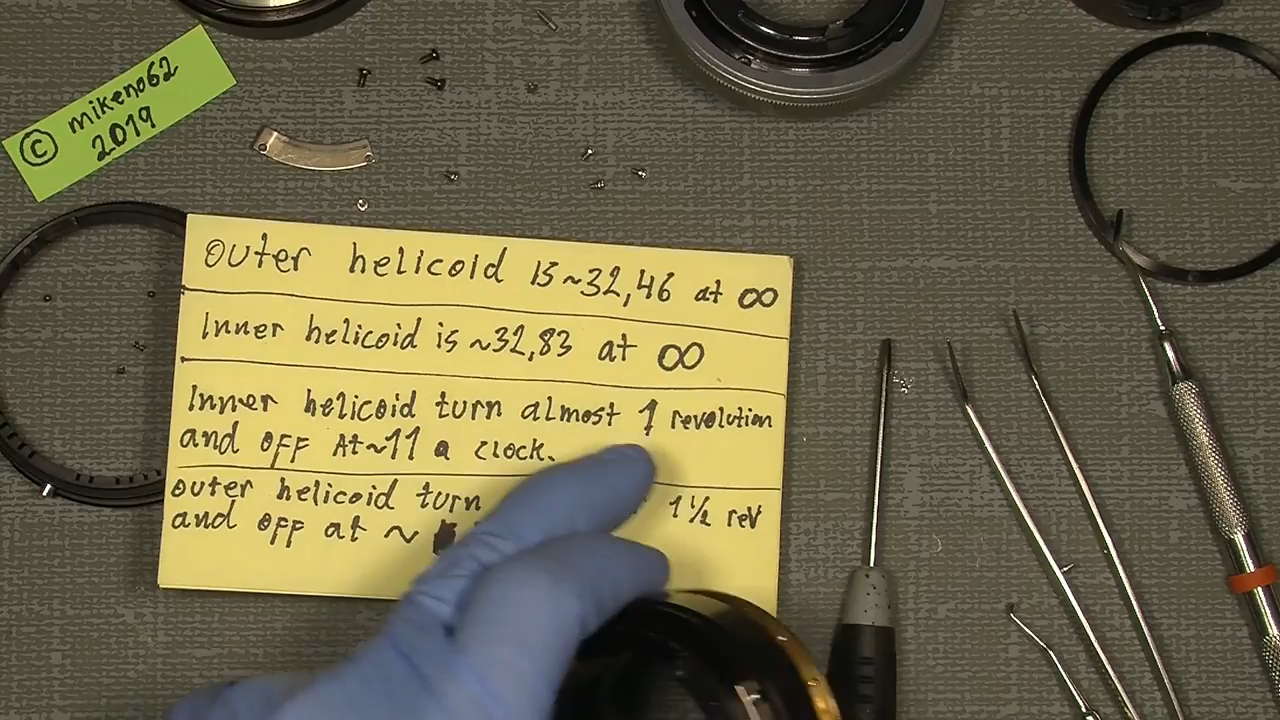 © mikeno62
2019
Outer helicoid is ~32,46 at ∞
Inner helicoid is ~32,83 at ∞
Inner helicoid turn almost 1 revolution
and off At ~11 a clock.
outer helicoid turn 1½ rev
and off at ~